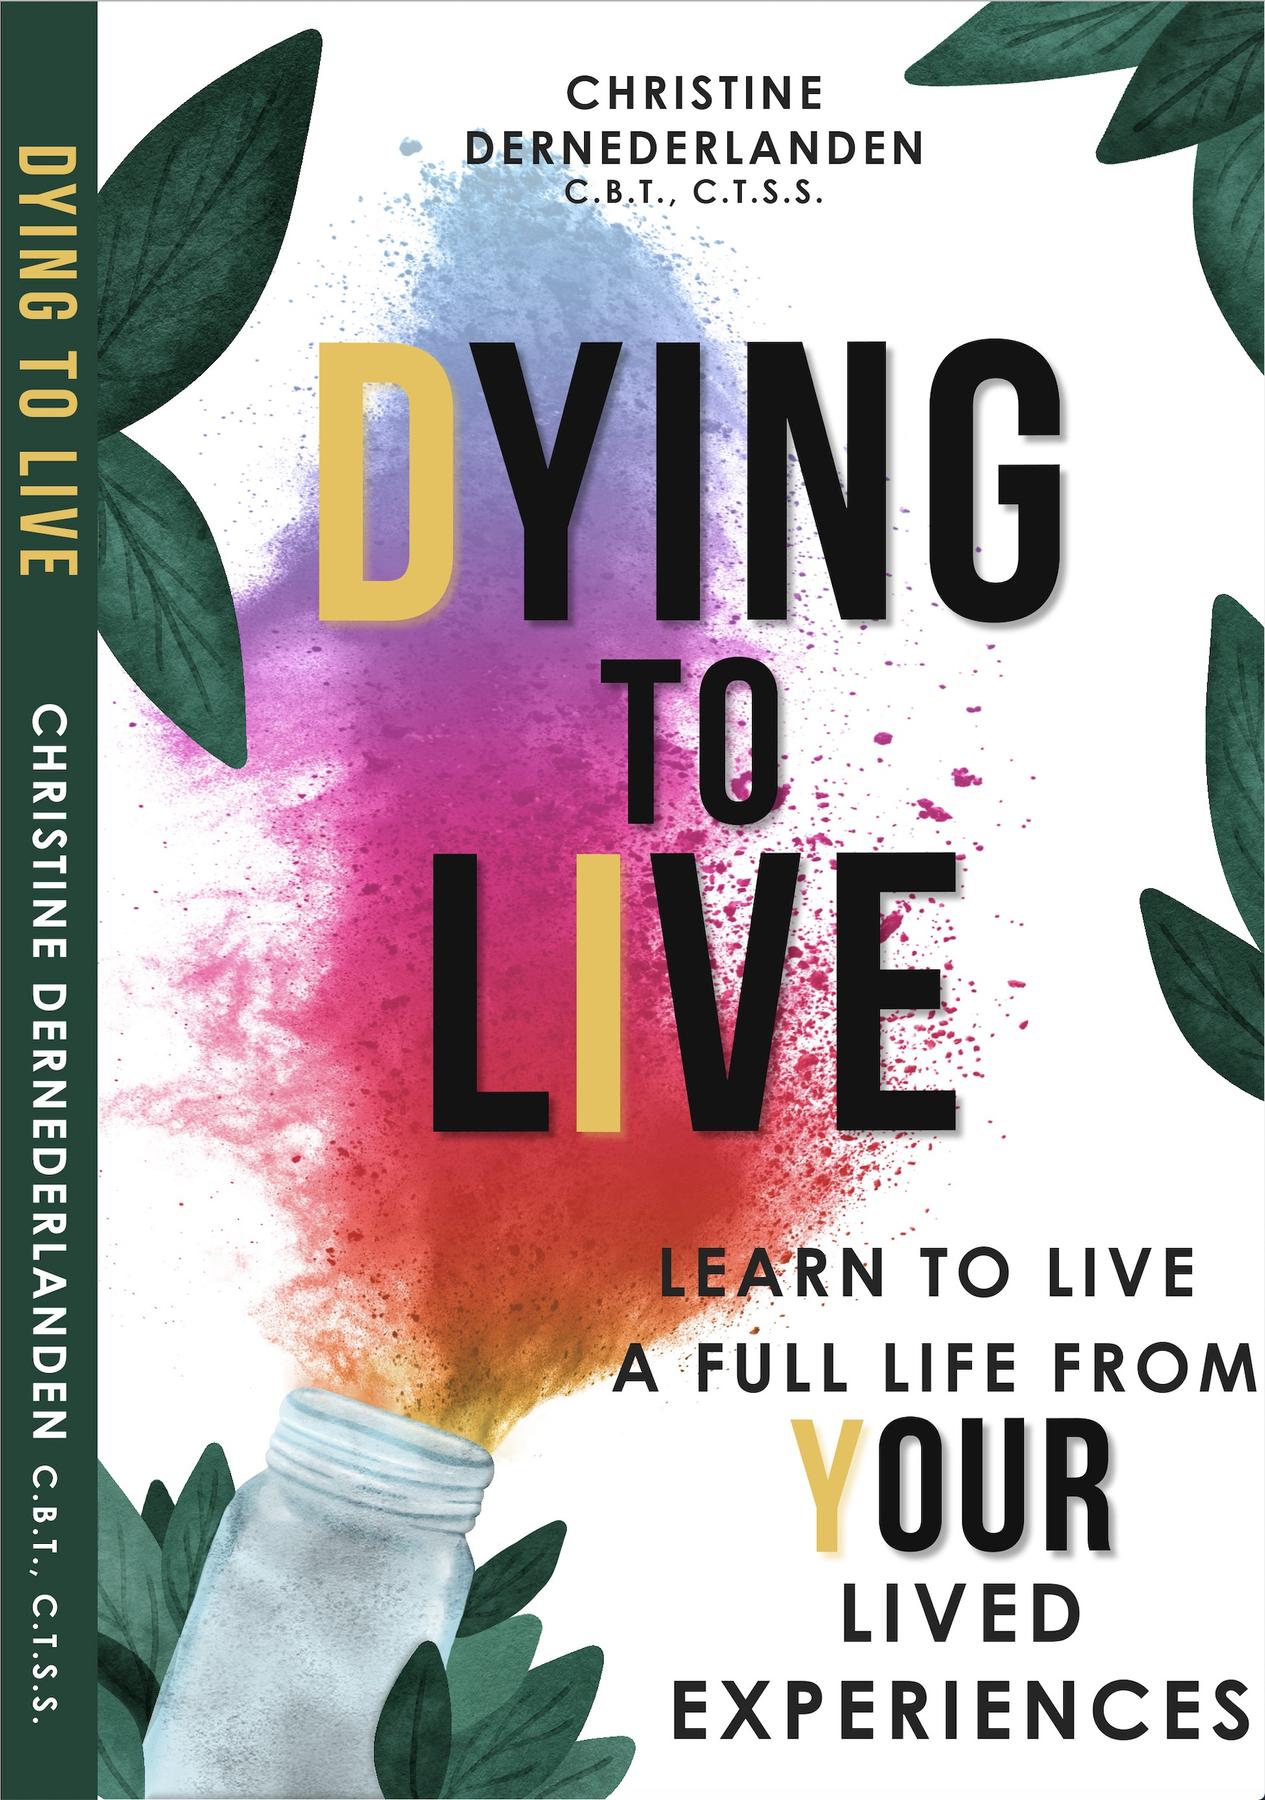 DYING TO LIVE
CHRISTINE DERNEDERLANDEN C.B.T., C.T.S.S.
CHRISTINE
DERNEDERLANDEN
C.B.T., C.T.S.S.
DYING
TO
LIVE
LEARN TO LIVE
A FULL LIFE FROM
YOUR
LIVED
EXPERIENCES